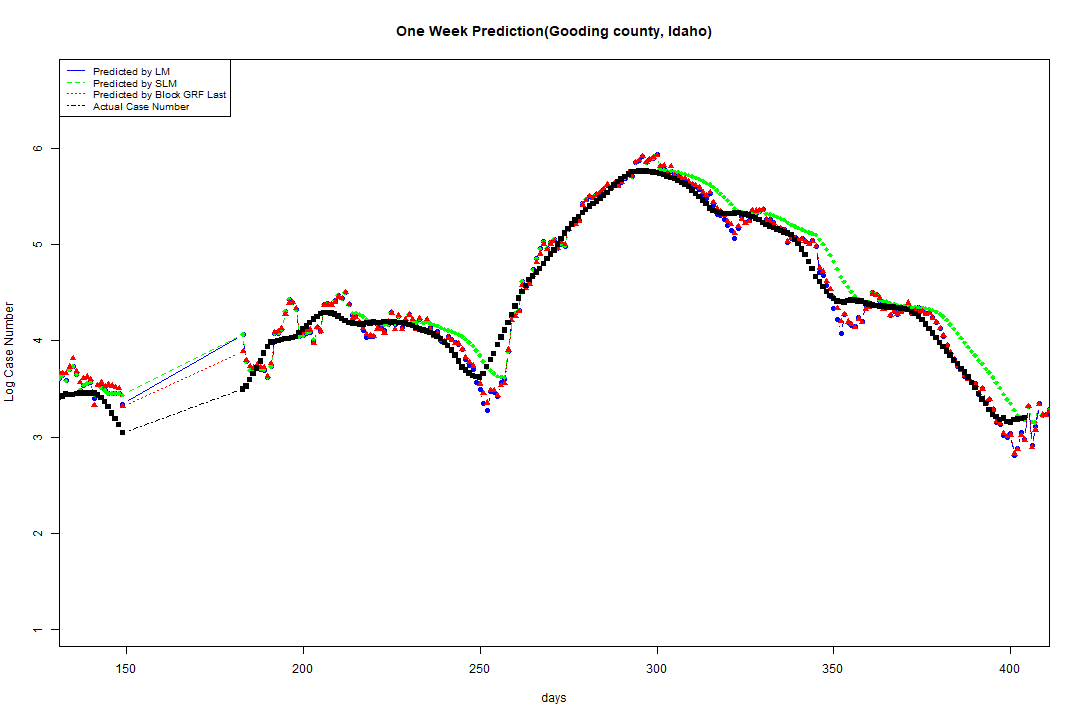 One Week Prediction(Gooding county, Idaho)
Predicted by LM
Predicted by SLM
Predicted by Block GRF Last
Actual Case Number
Log Case Number
6
5
4
3
2
1
150 200 250 300 350 400
days